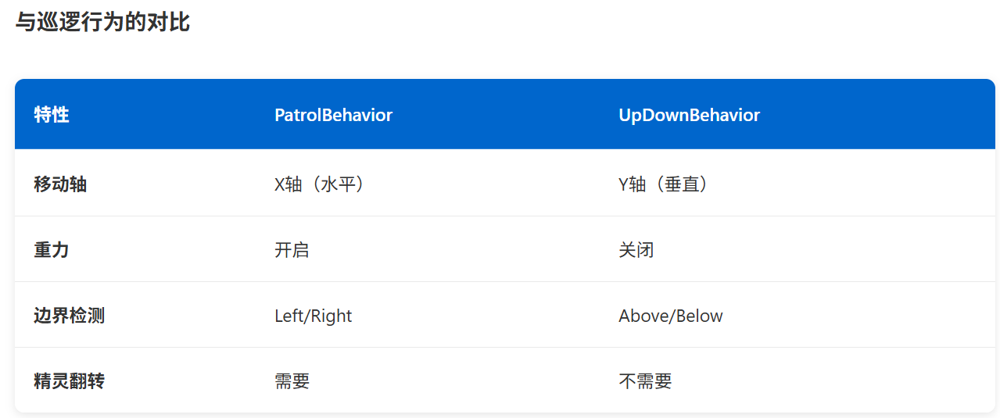 与巡逻行为的对比
特性 PatrolBehavior UpDownBehavior
移动轴 X轴（水平） Y轴（垂直）
重力 开启 关闭
边界检测 Left/Right Above/Below
精灵翻转 需要 不需要